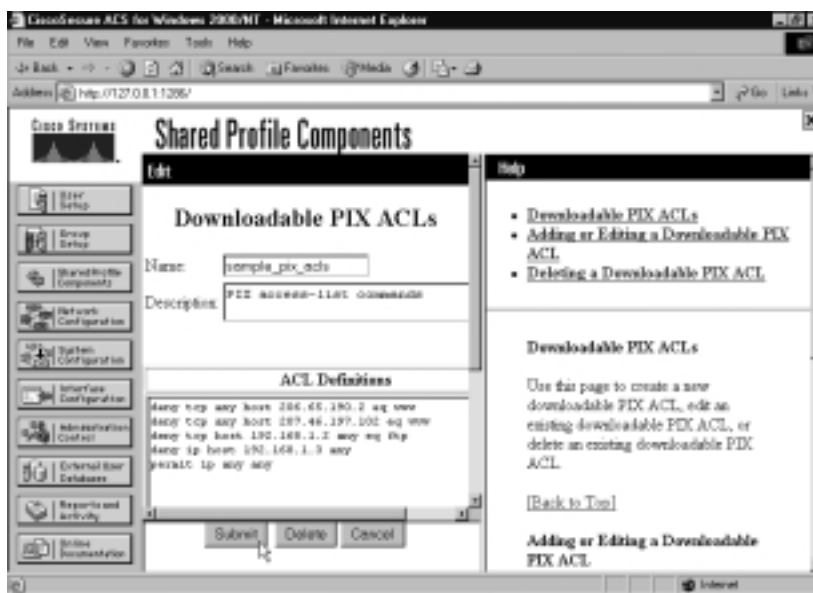 CiscoSecure ACS for Windows 2000/NT - Microsoft Internet Explorer
File Edit View Favorites Tools Help
Back Search Favorites Media
Address http://127.0.0.1:1286/ Go Links
Cisco Systems
Shared Profile Components
User Setup
Group Setup
Shared Profile Components
Network Configuration
System Configuration
Interface Configuration
Administration Control
External User Databases
Reports and Activity
Online Documentation
Edit
Downloadable PIX ACLs
Name: sample_pix_acls
Description: PIX access-list commands
ACL Definitions
deny tcp any host 206.65.190.2 eq www
deny tcp any host 207.46.197.102 eq www
deny tcp host 192.168.1.2 any eq ftp
deny ip host 192.168.1.3 any
permit ip any any
Submit Delete Cancel
Help
• Downloadable PIX ACLs
• Adding or Editing a Downloadable PIX
ACL
• Deleting a Downloadable PIX ACL
Downloadable PIX ACLs
Use this page to create a new
downloadable PIX ACL, edit an
existing downloadable PIX ACL, or
delete an existing downloadable PIX
ACL.
[Back to Top]
Adding or Editing a Downloadable
PIX ACL
Internet